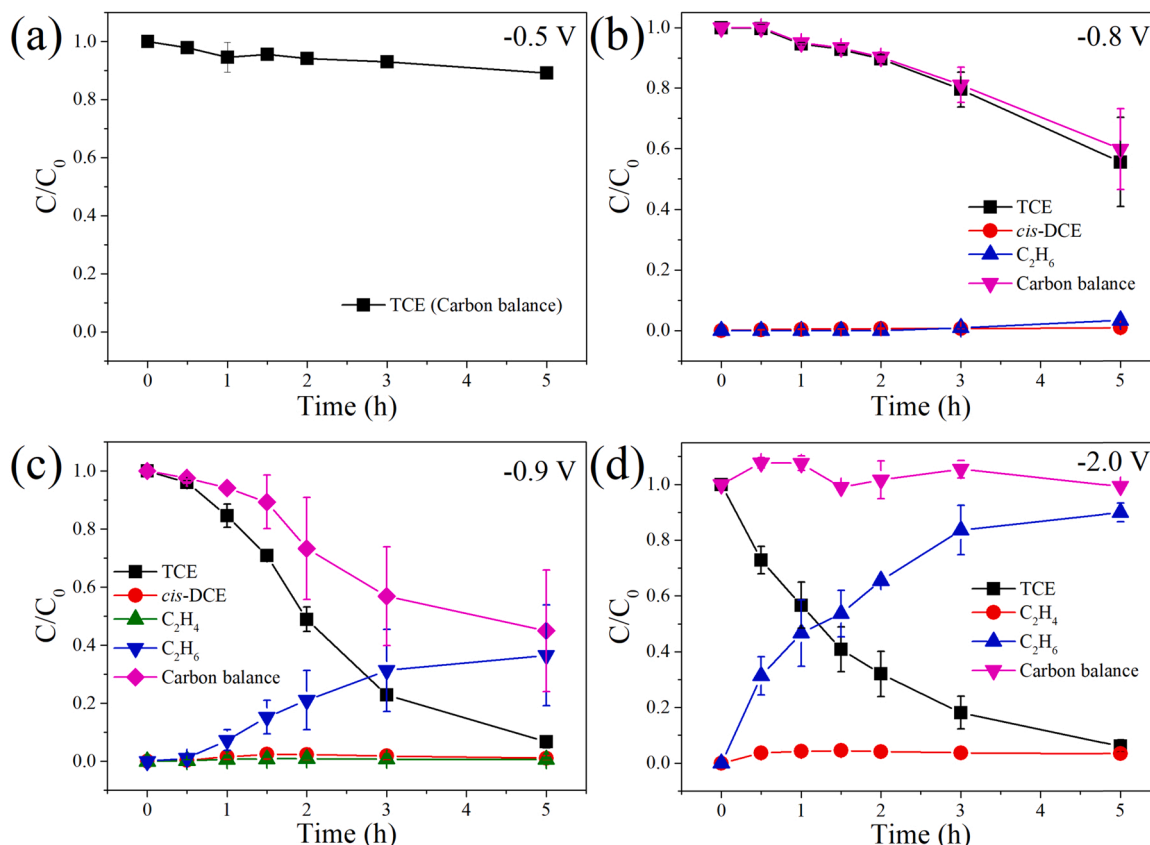 (a)
-0.5 V
1.0
0.8
0.6
0.4
0.2
0.0
C/C₀
TCE (Carbon balance)
0 1 2 3 4 5
Time (h)
(b)
-0.8 V
1.0
0.8
0.6
0.4
0.2
0.0
C/C₀
TCE
cis-DCE
C₂H₆
Carbon balance
0 1 2 3 4 5
Time (h)
(c)
-0.9 V
1.0
0.8
0.6
0.4
0.2
0.0
C/C₀
TCE
cis-DCE
C₂H₄
C₂H₆
Carbon balance
0 1 2 3 4 5
Time (h)
(d)
-2.0 V
1.0
0.8
0.6
0.4
0.2
0.0
C/C₀
TCE
C₂H₄
C₂H₆
Carbon balance
0 1 2 3 4 5
Time (h)